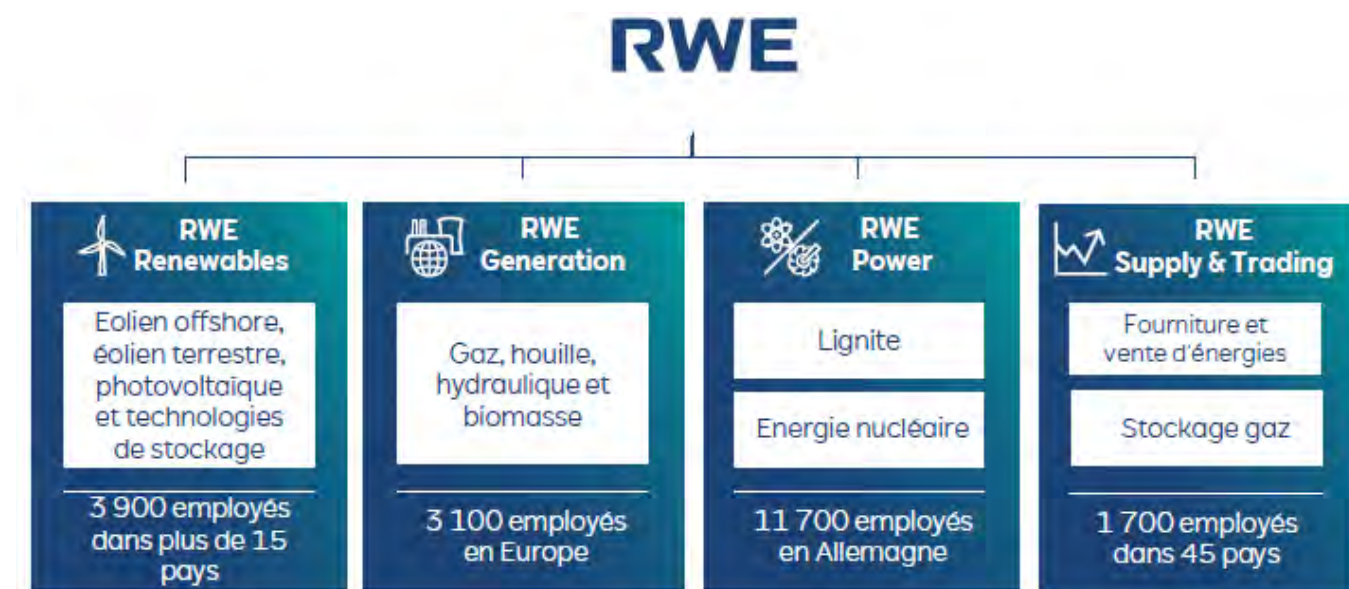 RWE
RWE
Renewables
Eolien offshore,
éolien terrestre,
photovoltaïque
et technologies
de stockage
3 900 employés
dans plus de 15
pays
RWE
Generation
Gaz, houille,
hydraulique et
biomasse
3 100 employés
en Europe
RWE
Power
Lignite
Energie nucléaire
11 700 employés
en Allemagne
RWE
Supply & Trading
Fourniture et
vente d'énergies
Stockage gaz
1 700 employés
dans 45 pays